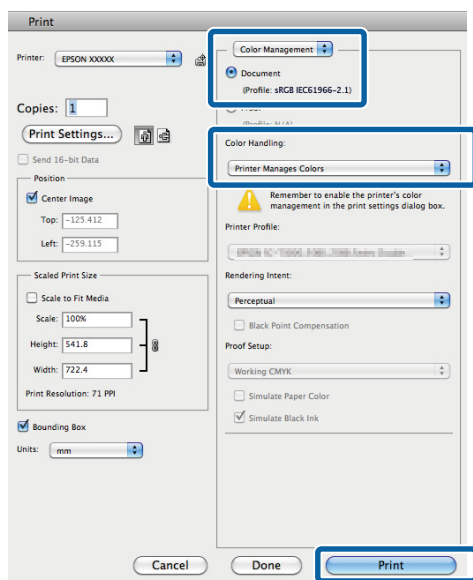 Print
Printer: EPSON XXXXX
Copies: 1
Print Settings...
Send 16-bit Data
Position
Center Image
Top: -125.412
Left: -259.115
Scaled Print Size
Scale to Fit Media
Scale: 100%
Height: 541.8
Width: 722.4
Print Resolution: 71 PPI
Bounding Box
Units: mm
Color Management
Document
(Profile: sRGB IEC61966-2.1)
Color Handling:
Printer Manages Colors
Remember to enable the printer's color
management in the print settings dialog box.
Printer Profile:
Rendering Intent:
Perceptual
Black Point Compensation
Proof Setup:
Working CMYK
Simulate Paper Color
Simulate Black Ink
Cancel
Done
Print